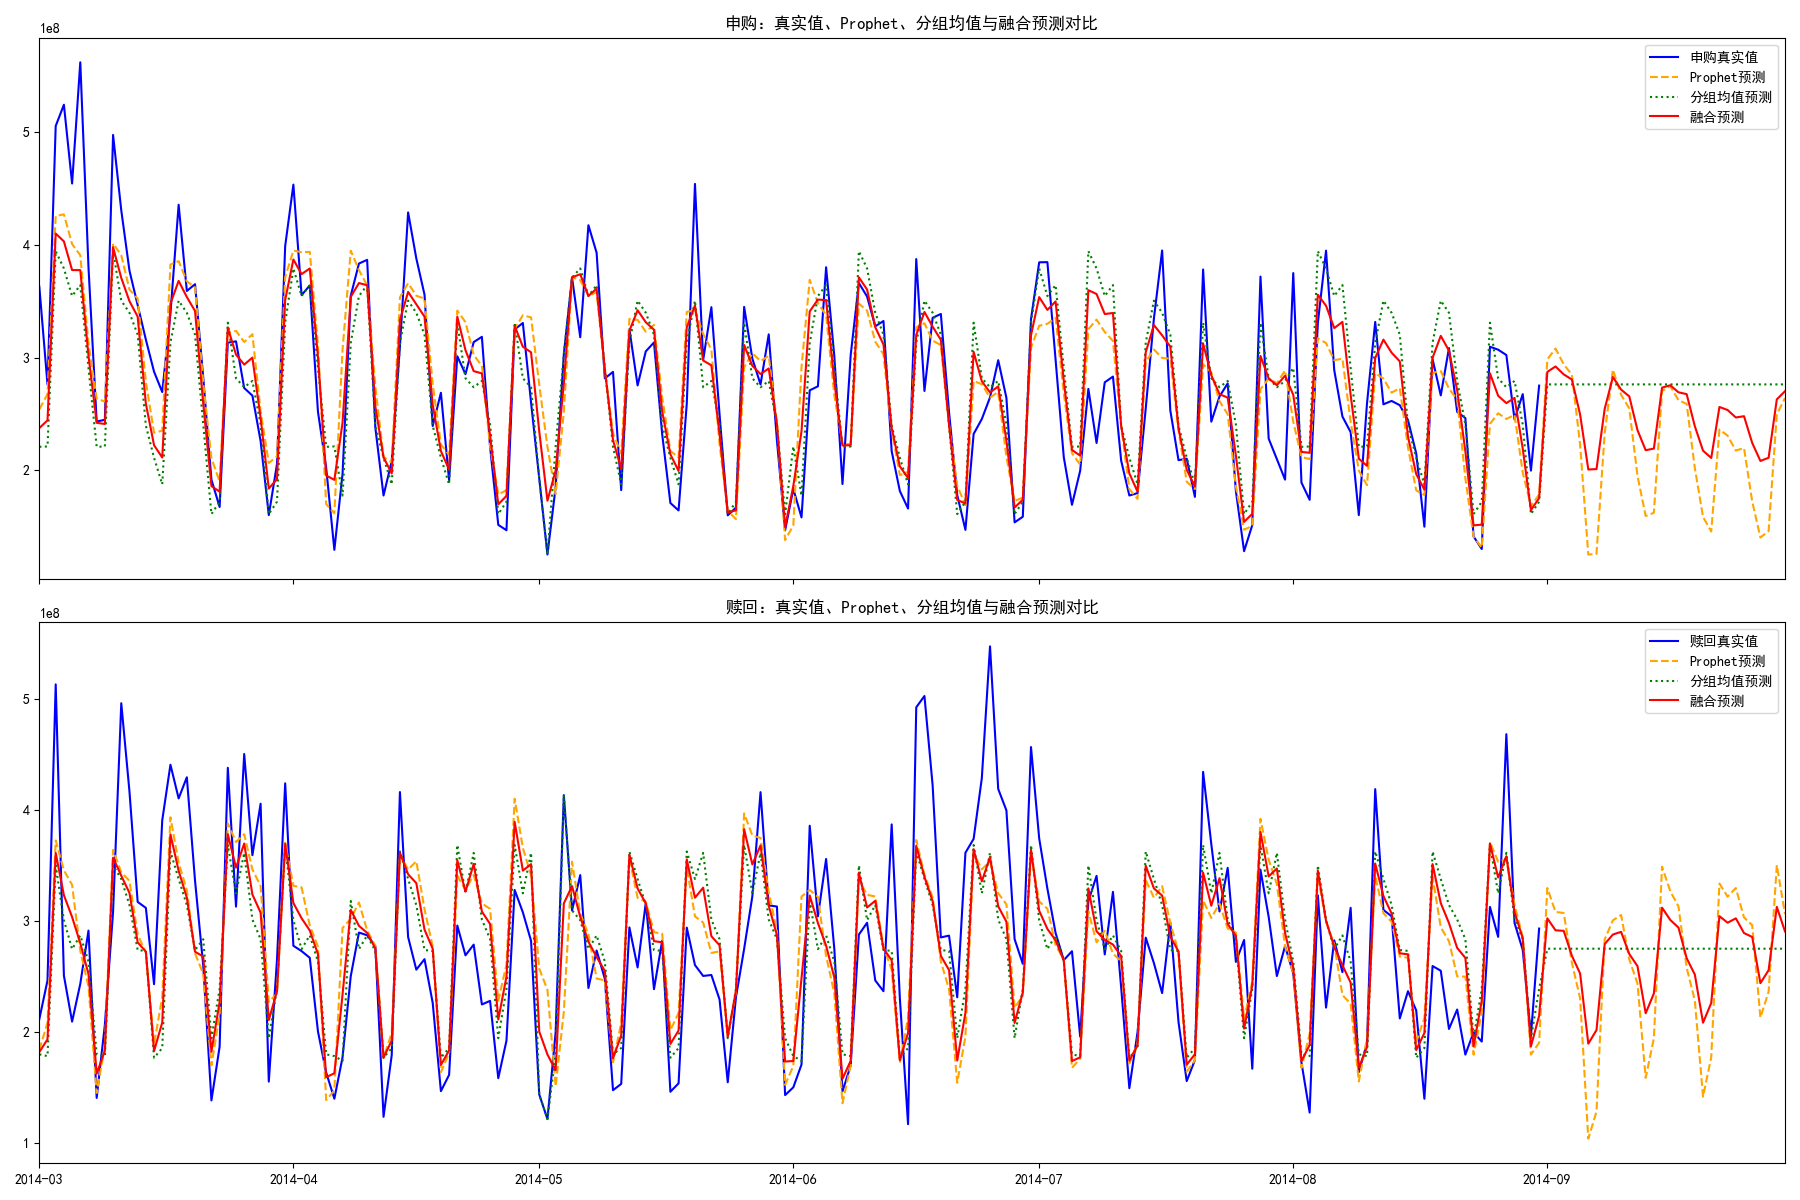 申购：真实值、Prophet、分组均值与融合预测对比
1e8
申购真实值
Prophet预测
分组均值预测
融合预测
5
4
3
2
赎回：真实值、Prophet、分组均值与融合预测对比
1e8
赎回真实值
Prophet预测
分组均值预测
融合预测
5
4
3
2
1
2014-03
2014-04
2014-05
2014-06
2014-07
2014-08
2014-09